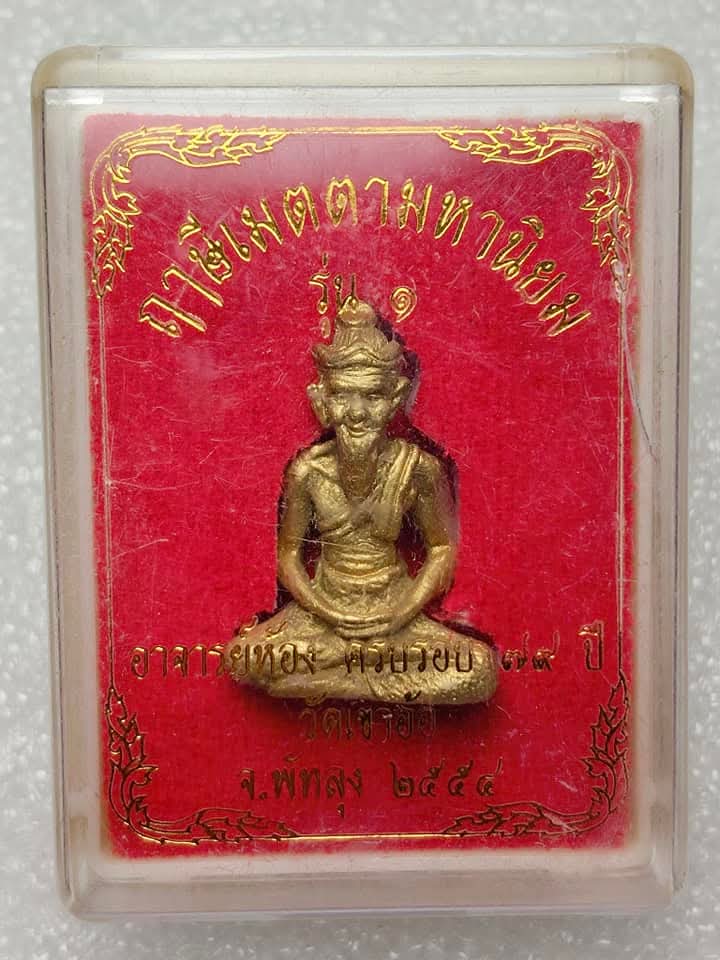 ฤาษีเมตตามหานิยม
รุ่น ๑
อาจารย์ห้อง ครบรอบ ๗๙ ปี
วัดเขาอ้อ
จ.พัทลุง ๒๕๕๔